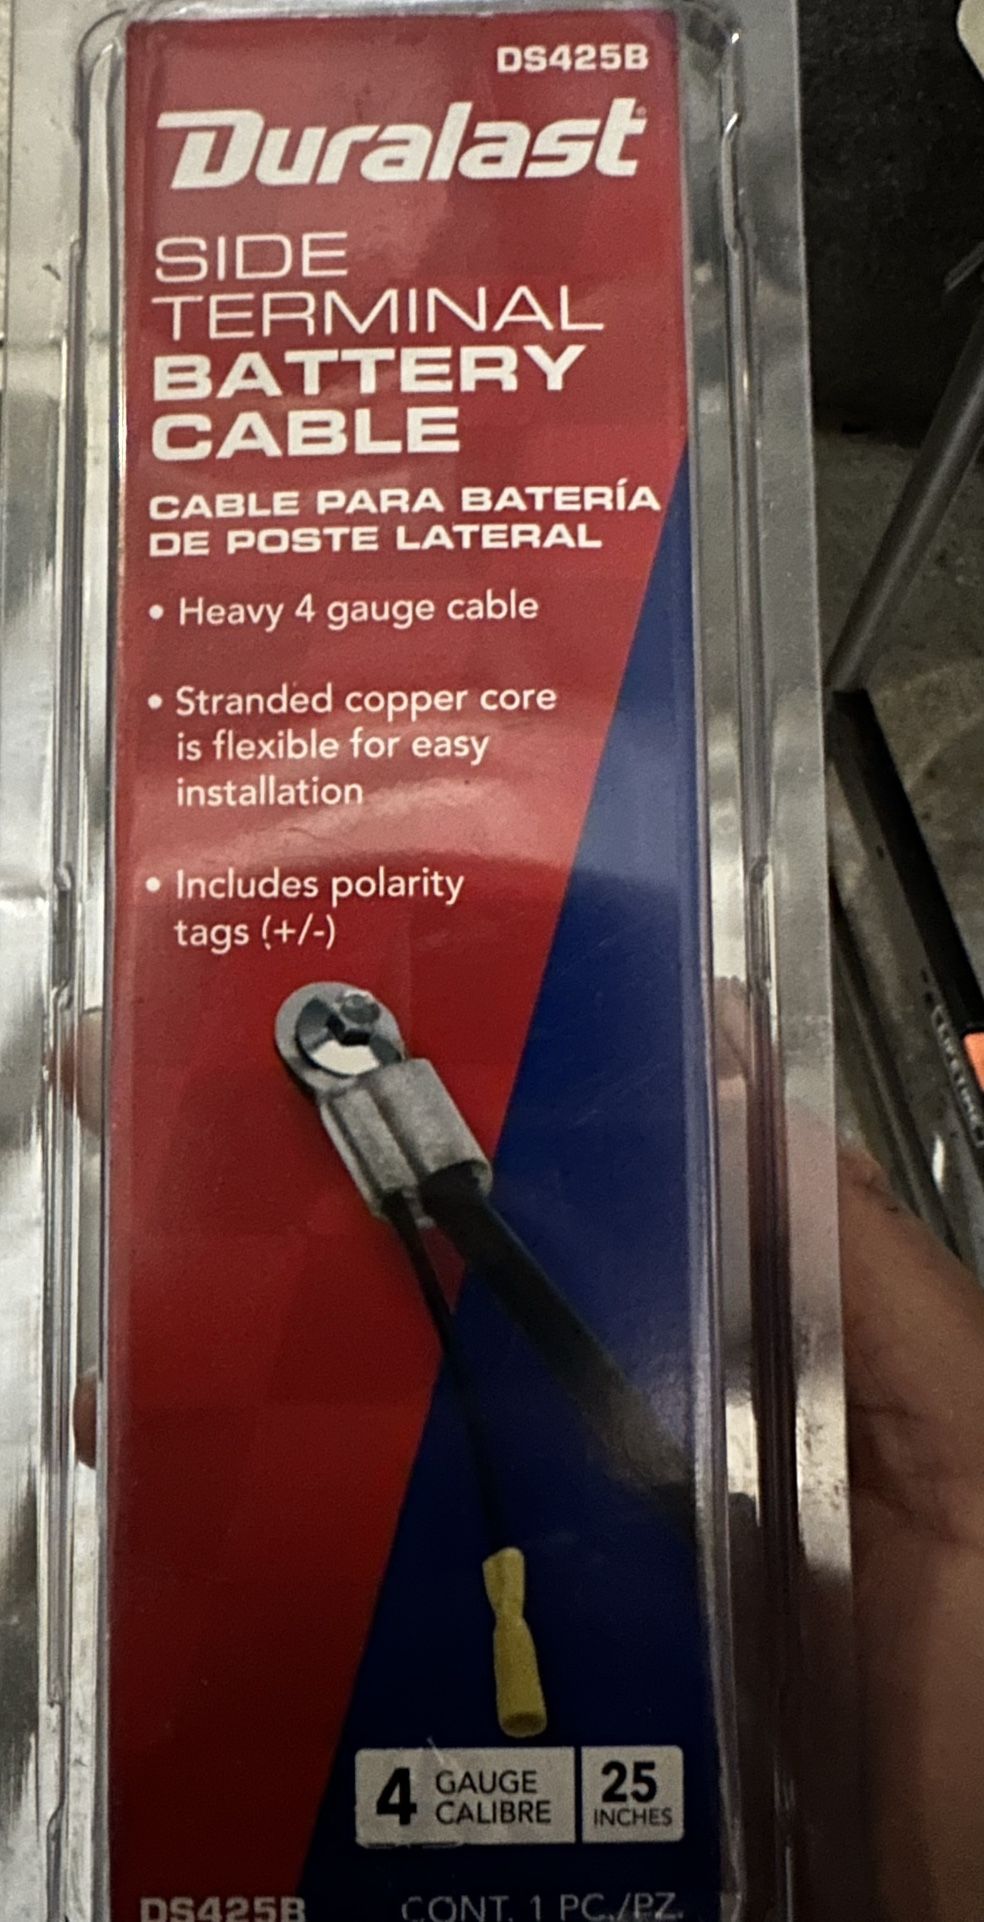 DS425B
Duralast
SIDE
TERMINAL
BATTERY
CABLE
CABLE PARA BATERÍA
DE POSTE LATERAL
• Heavy 4 gauge cable
• Stranded copper core
is flexible for easy
installation
• Includes polarity
tags (+/-)
4 GAUGE 25
CALIBRE INCHES
DS425B CONT. 1 PC./PZ.